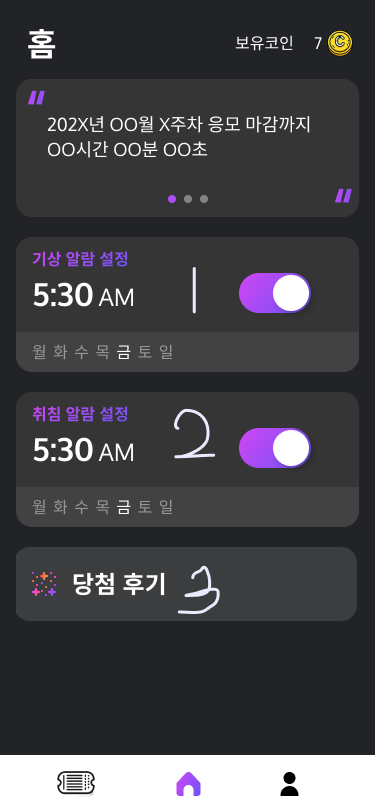 홈
보유코인 7
202X년 OO월 X주차 응모 마감까지
OO시간 OO분 OO초
기상 알람 설정
5:30 AM
1
월 화 수 목 금 토 일
취침 알람 설정
5:30 AM
2
월 화 수 목 금 토 일
당첨 후기 3